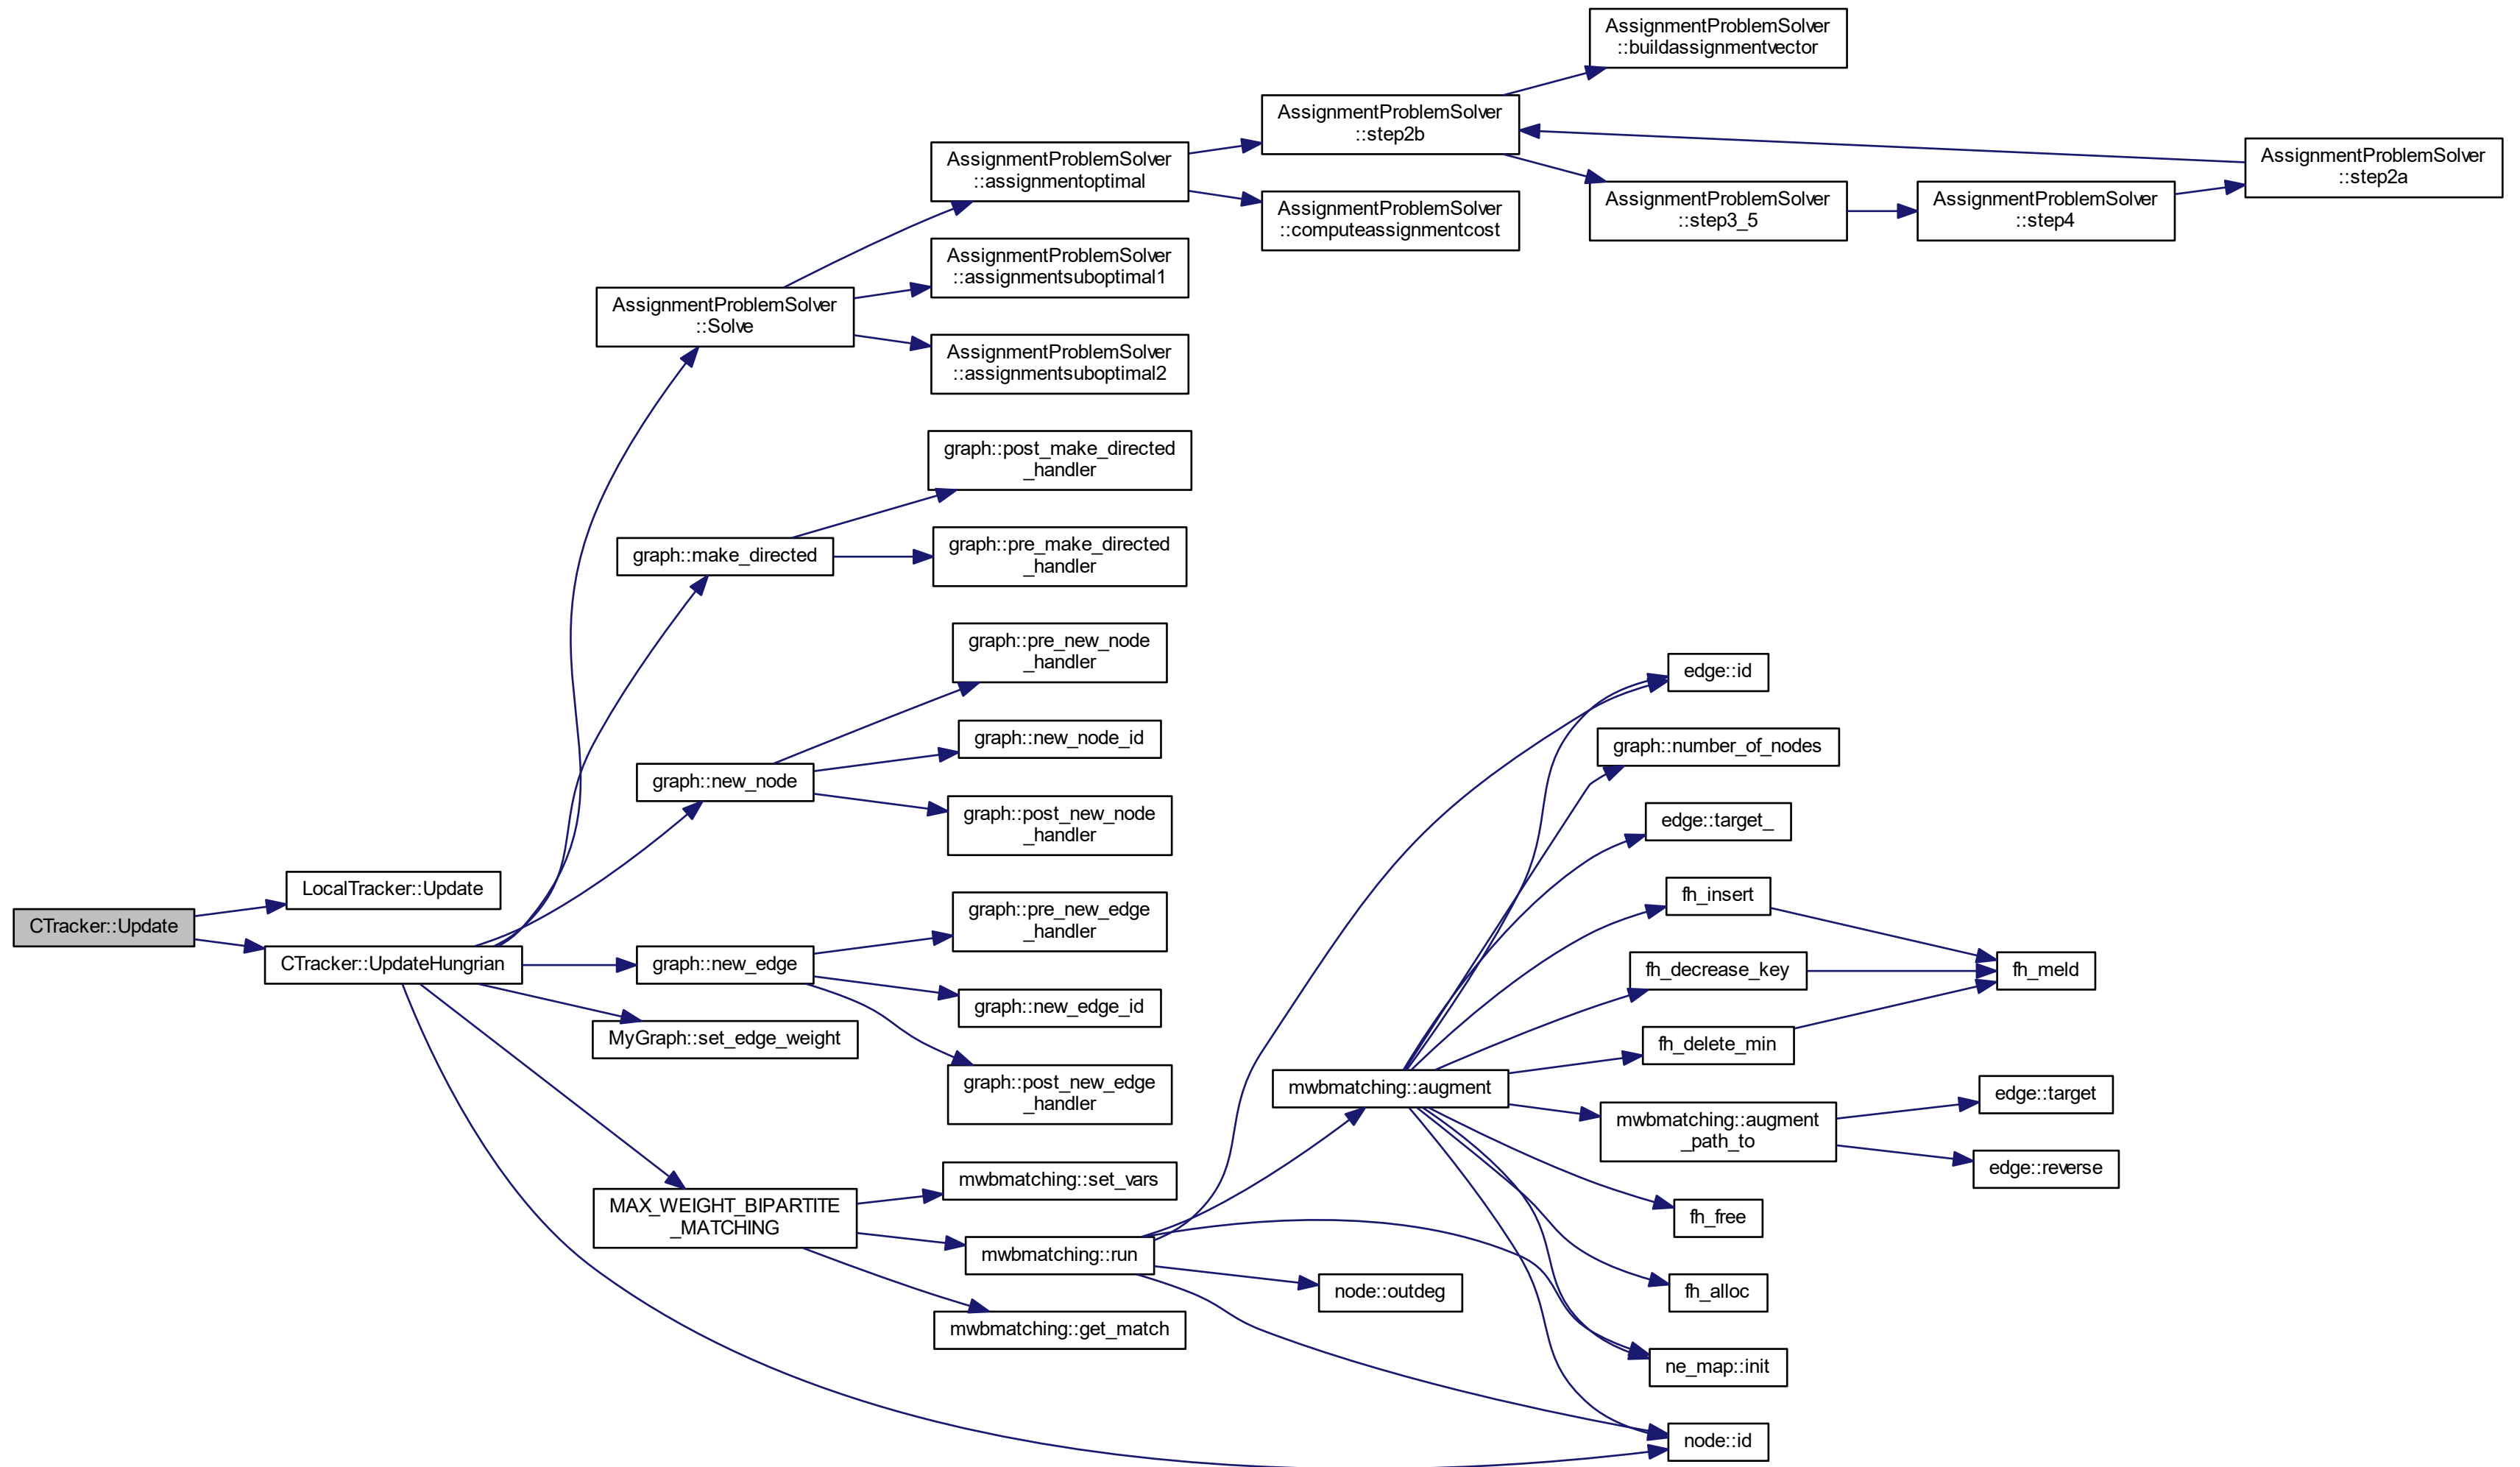 AssignmentProblemSolver
::buildassignmentvector
AssignmentProblemSolver
::step2b
AssignmentProblemSolver
::assignmentoptimal
AssignmentProblemSolver
::step2a
AssignmentProblemSolver
::computeassignmentcost
AssignmentProblemSolver
::step3_5
AssignmentProblemSolver
::step4
AssignmentProblemSolver
::assignmentsuboptimal1
AssignmentProblemSolver
::Solve
AssignmentProblemSolver
::assignmentsuboptimal2
graph::post_make_directed
_handler
graph::make_directed
graph::pre_make_directed
_handler
graph::pre_new_node
_handler
edge::id
graph::new_node_id
graph::number_of_nodes
graph::new_node
graph::post_new_node
_handler
edge::target_
LocalTracker::Update
fh_insert
CTracker::Update
graph::pre_new_edge
_handler
CTracker::UpdateHungrian
graph::new_edge
fh_decrease_key
fh_meld
graph::new_edge_id
MyGraph::set_edge_weight
fh_delete_min
graph::post_new_edge
_handler
mwbmatching::augment
edge::target
mwbmatching::augment
_path_to
edge::reverse
mwbmatching::set_vars
MAX_WEIGHT_BIPARTITE
_MATCHING
fh_free
mwbmatching::run
node::outdeg
fh_alloc
mwbmatching::get_match
ne_map::init
node::id